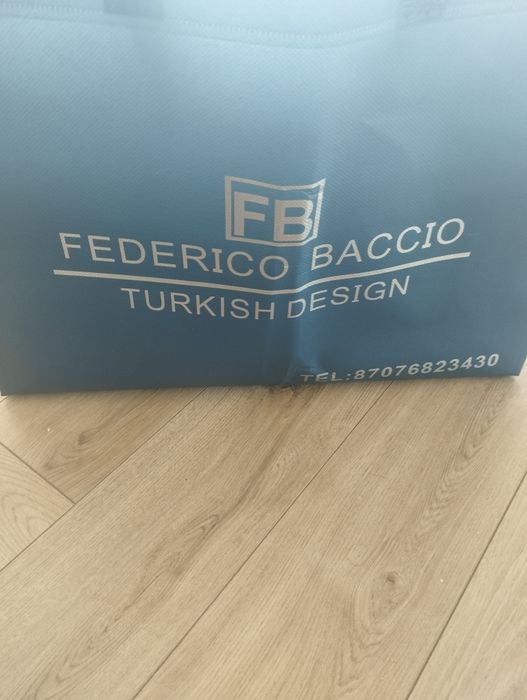 FB
FEDERICO BACCIO
TURKISH DESIGN
TEL:87076823430